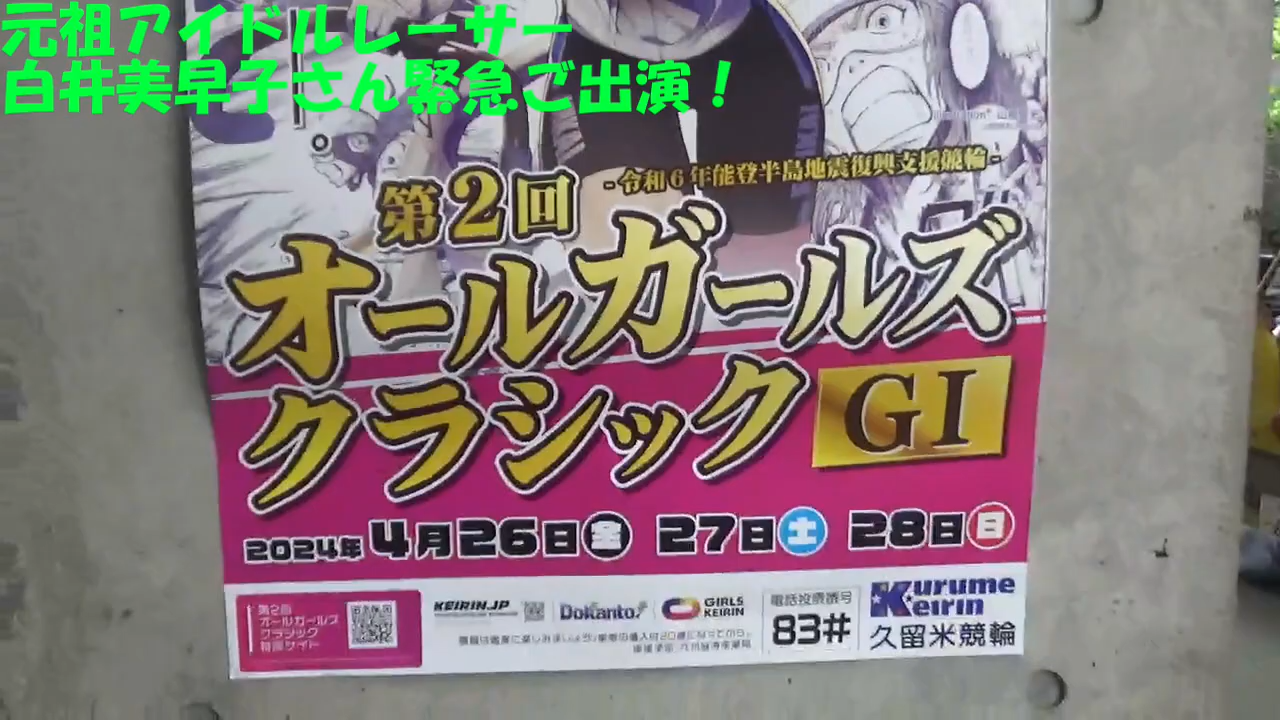 元祖アイドルレーサー
白井美早子さん緊急ご出演！
-令和6年能登半島地震復興支援競輪-
第2回
オールガールズ
クラシック GI
2024年 4月26日金 27日土 28日日
第2回
オールガールズ
クラシック
特設サイト
KEIRIN.JP
Dokanto!
GIRLS
KEIRIN
電話投票番号
83#
Kurume
Keirin
久留米競輪